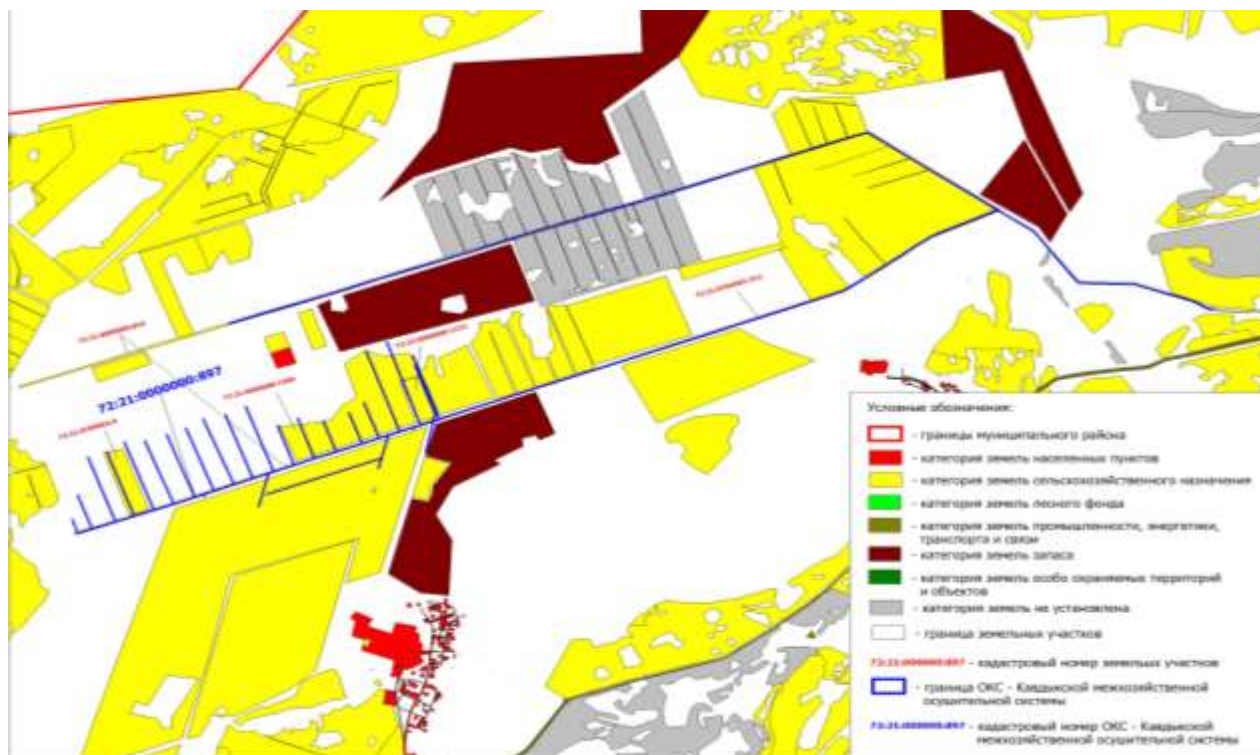 72:21:0000000:897
Условные обозначения:
- границы муниципального района
- категория земель населенных пунктов
- категория земель сельскохозяйственного назначения
- категория земель лесного фонда
- категория земель промышленности, энергетики,
транспорта и связи
- категория земель запаса
- категория земель особо охраняемых территорий
и объектов
- категория земель не установлена
- граница земельных участков
- кадастровый номер земельных участков
- граница ОКС - Кавдыкской межхозяйственной
осушительной системы
- кадастровый номер ОКС - Кавдыкской
межхозяйственной осушительной системы